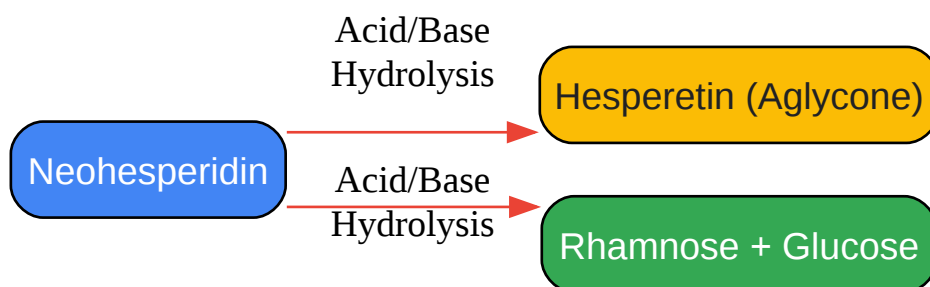 Acid/Base
Hydrolysis
Hesperetin (Aglycone)
Neohesperidin
Acid/Base
Hydrolysis
Rhamnose + Glucose